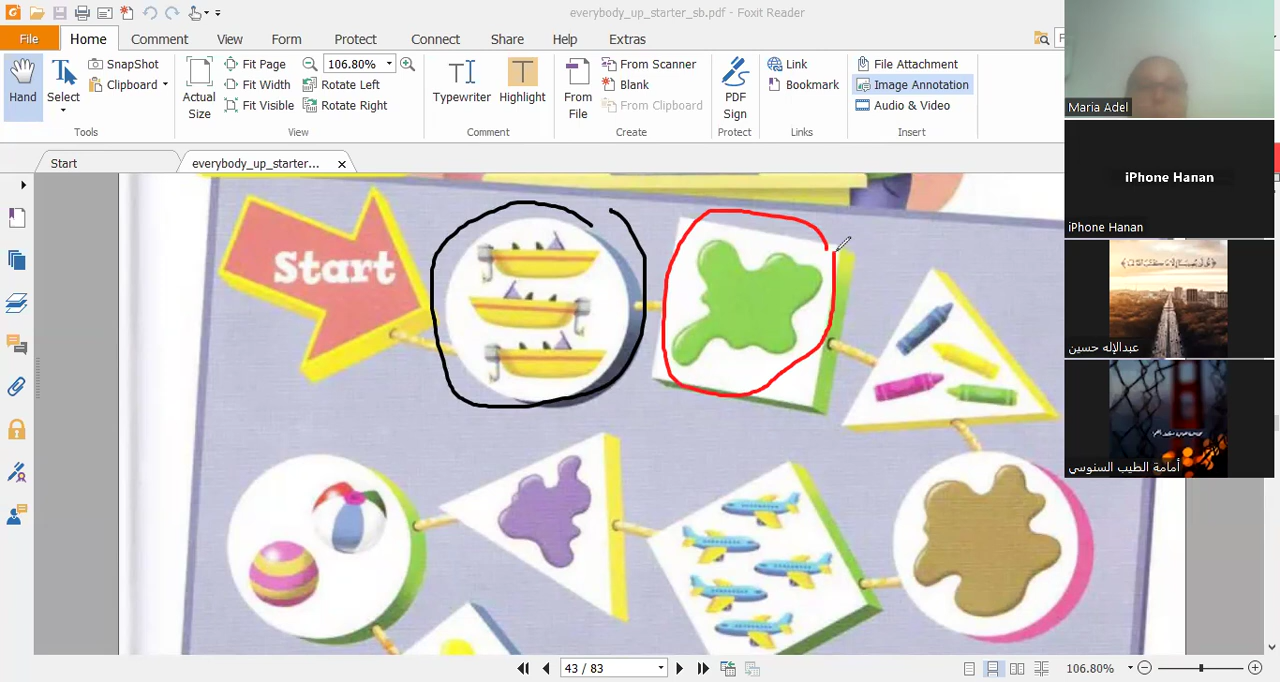 everybody_up_starter_sb.pdf - Foxit Reader
File Home Comment View Form Protect Connect Share Help Extras
Hand
Select
SnapShot
Clipboard
Tools
Actual Size
Fit Page
Fit Width
Fit Visible
106.80%
Rotate Left
Rotate Right
View
Typewriter
Highlight
Comment
From File
From Scanner
Blank
From Clipboard
Create
PDF Sign
Protect
Link
Bookmark
Links
File Attachment
Image Annotation
Audio & Video
Insert
Start
everybody_up_starter...
Start
Maria Adel
iPhone Hanan
iPhone Hanan
عبدالإله حسين
أمامة الطيب السنوسي
43 / 83
106.80%